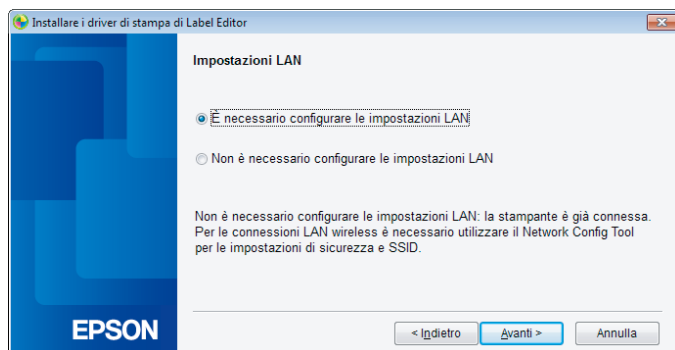 Installare i driver di stampa di Label Editor
Impostazioni LAN
È necessario configurare le impostazioni LAN
Non è necessario configurare le impostazioni LAN
Non è necessario configurare le impostazioni LAN: la stampante è già connessa.
Per le connessioni LAN wireless è necessario utilizzare il Network Config Tool
per le impostazioni di sicurezza e SSID.
EPSON
< Indietro
Avanti >
Annulla